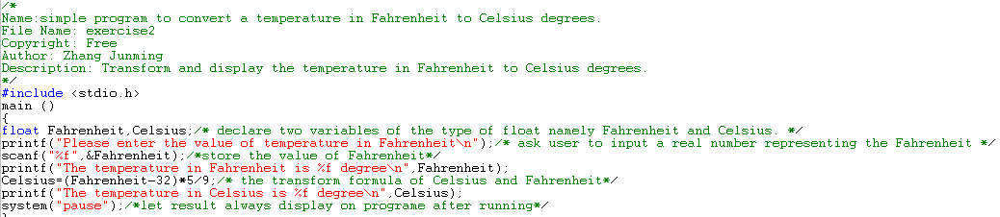 /*
Name:simple program to convert a temperature in Fahrenheit to Celsius degrees.
File Name: exercise2
Copyright: Free
Author: Zhang Junming
Description: Transform and display the temperature in Fahrenheit to Celsius degrees.
*/
#include <stdio.h>
main ()
{
float Fahrenheit,Celsius;/* declare two variables of the type of float namely Fahrenheit and Celsius. */
printf("Please enter the value of temperature in Fahrenheit\n");/* ask user to input a real number representing the Fahrenheit */
scanf("%f",&Fahrenheit);/*store the value of Fahrenheit*/
printf("The temperature in Fahrenheit is %f degree\n",Fahrenheit);
Celsius=(Fahrenheit-32)*5/9;/* the transform formula of Celsius and Fahrenheit*/
printf("The temperature in Celsius is %f degree\n",Celsius);
system("pause");/*let result always display on programe after running*/